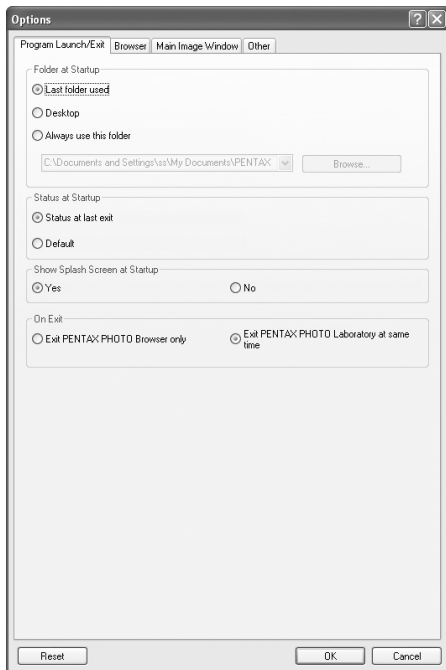 Options
Program Launch/Exit Browser Main Image Window Other
Folder at Startup
Last folder used
Desktop
Always use this folder
C:\Documents and Settings\ss\My Documents\PENTAX Browse...
Status at Startup
Status at last exit
Default
Show Splash Screen at Startup
Yes No
On Exit
Exit PENTAX PHOTO Browser only Exit PENTAX PHOTO Laboratory at same
time
Reset OK Cancel